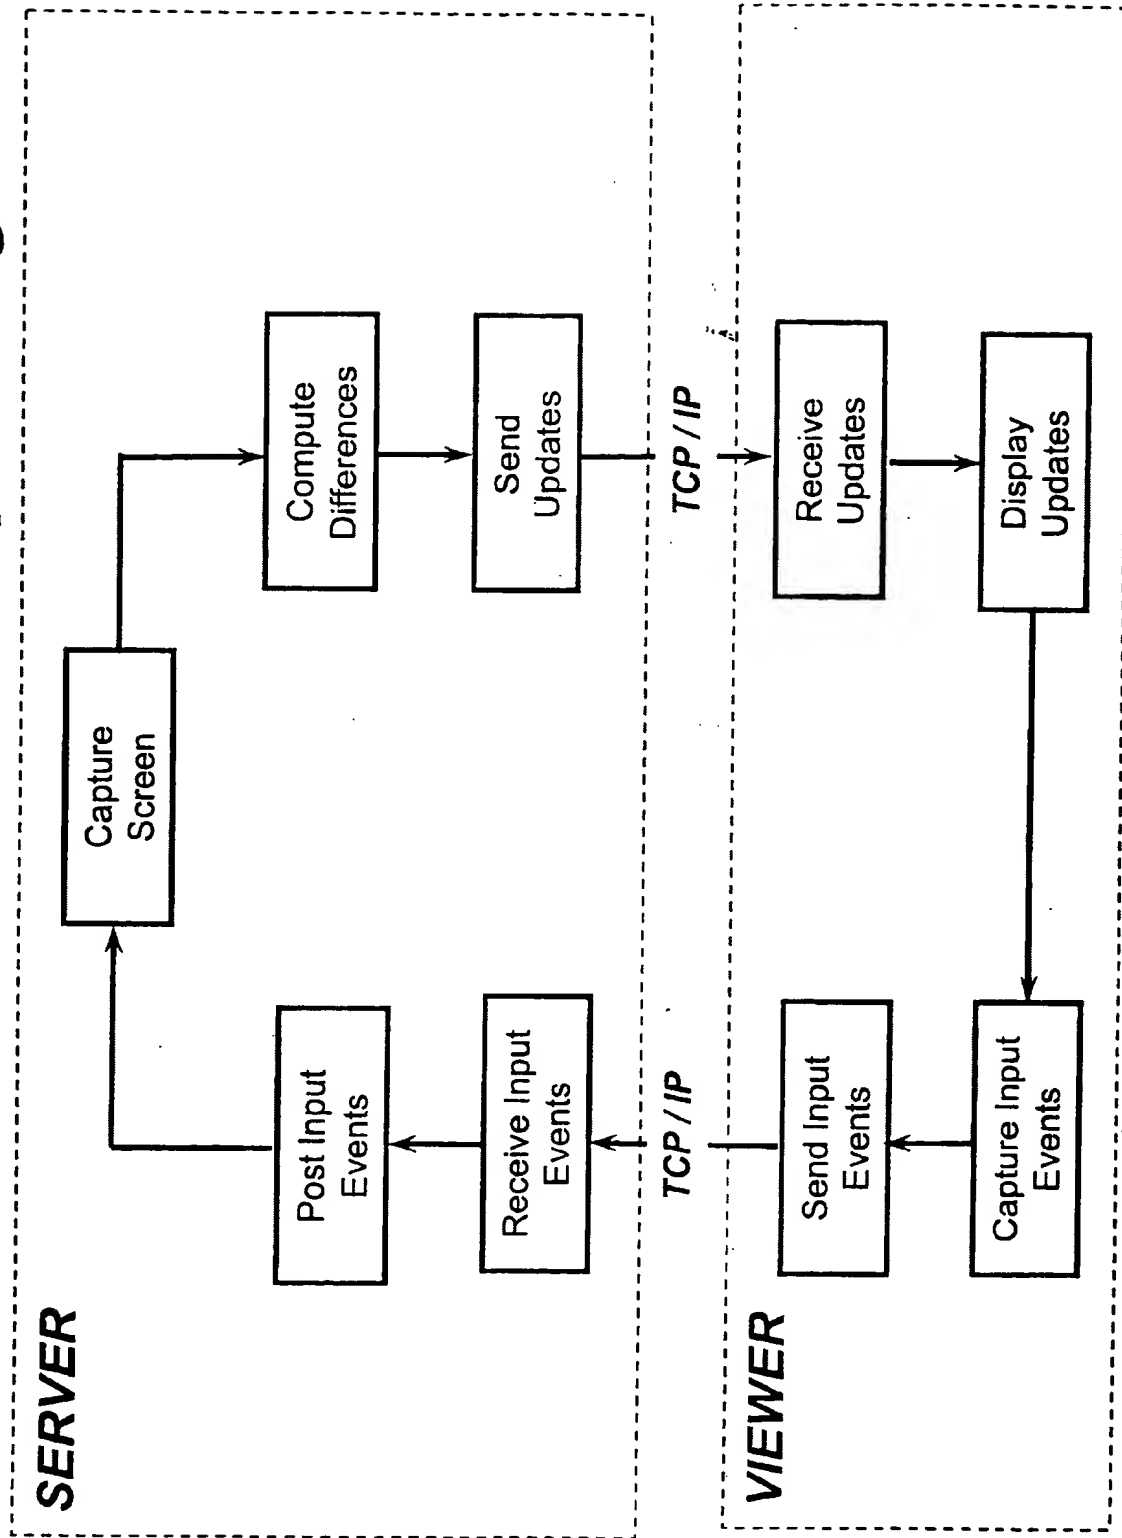 SERVER
Capture
Screen
Post Input
Events
Compute
Differences
Receive Input
Events
Send
Updates
TCP / IP
TCP / IP
VIEWER
Send Input
Events
Receive
Updates
Capture Input
Events
Display
Updates